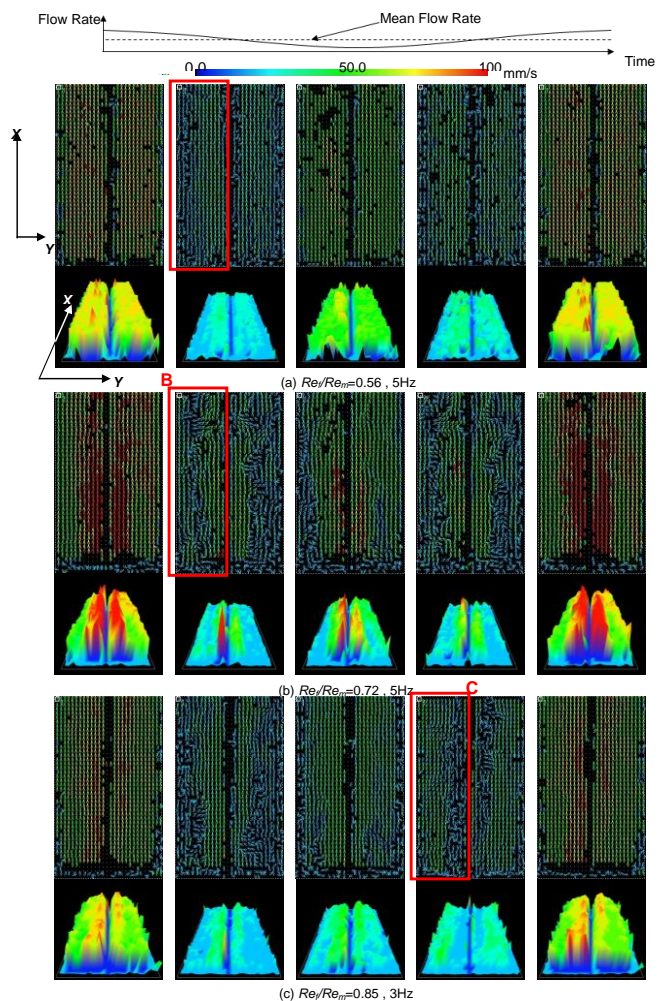 Flow Rate
Mean Flow Rate
Time
0.0 50.0 100
mm/s
X
Y
X
Y
(a) Ref/Rem=0.56 , 5Hz
B
(b) Ref/Rem=0.72 , 5Hz
C
(c) Ref/Rem=0.85 , 3Hz